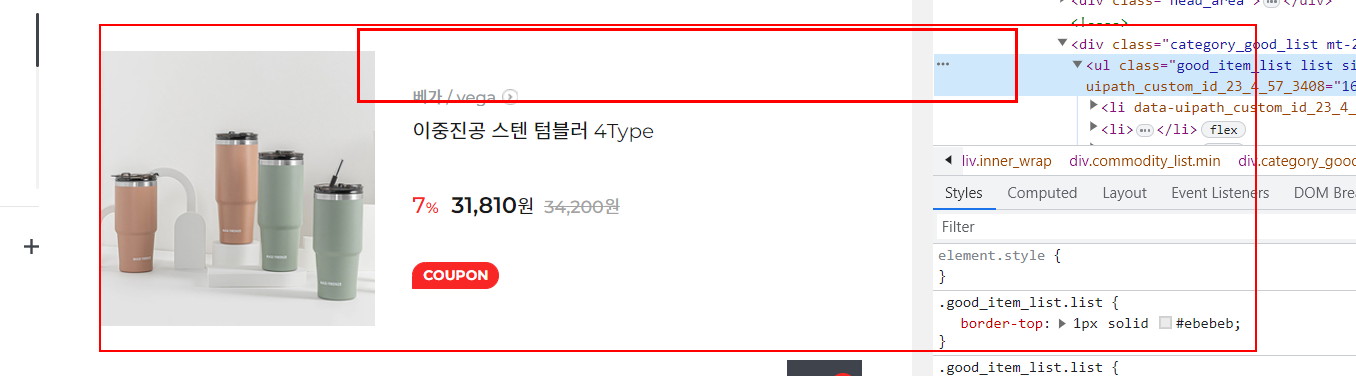 베가 / vega
이중진공 스텐 텀블러 4Type
7% 31,810원 34,200원
COUPON
<div class="head_area">…</div>
<!---->
<div class="category_good_list mt-2
<ul class="good_item_list list si
uipath_custom_id_23_4_57_3408="16
<li data-uipath_custom_id_23_4_
<li>…</li> flex
liv.inner_wrap div.commodity_list.min div.category_good
Styles Computed Layout Event Listeners DOM Brea
Filter
element.style {
}
.good_item_list.list {
border-top: 1px solid #ebebeb;
}
.good_item_list.list {